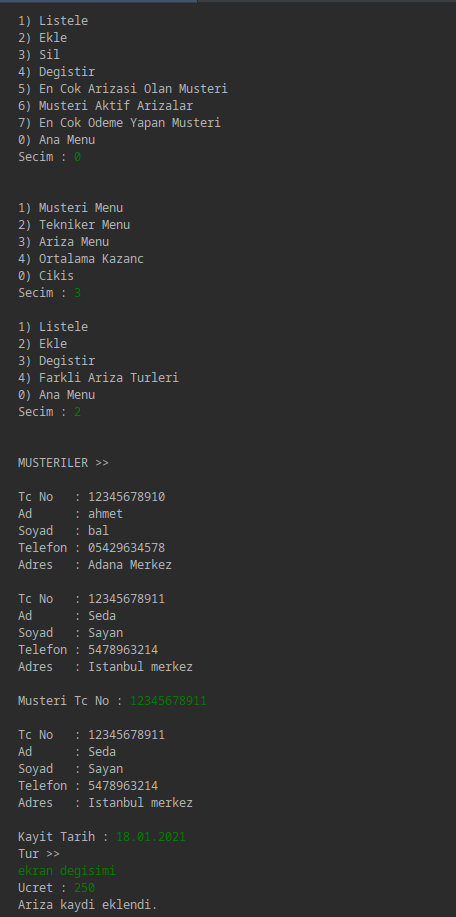 1) Listele
2) Ekle
3) Sil
4) Degistir
5) En Cok Arizasi Olan Musteri
6) Musteri Aktif Arizalar
7) En Cok Odeme Yapan Musteri
0) Ana Menu
Secim : 0
1) Musteri Menu
2) Tekniker Menu
3) Ariza Menu
4) Ortalama Kazanc
0) Cikis
Secim : 3
1) Listele
2) Ekle
3) Degistir
4) Farkli Ariza Turleri
0) Ana Menu
Secim : 2
MUSTERILER >>
Tc No   : 12345678910
Ad      : ahmet
Soyad   : bal
Telefon : 05429634578
Adres   : Adana Merkez
Tc No   : 12345678911
Ad      : Seda
Soyad   : Sayan
Telefon : 5478963214
Adres   : Istanbul merkez
Musteri Tc No : 12345678911
Tc No   : 12345678911
Ad      : Seda
Soyad   : Sayan
Telefon : 5478963214
Adres   : Istanbul merkez
Kayit Tarih : 18.01.2021
Tur >>
ekran degisimi
Ucret : 250
Ariza kaydi eklendi.